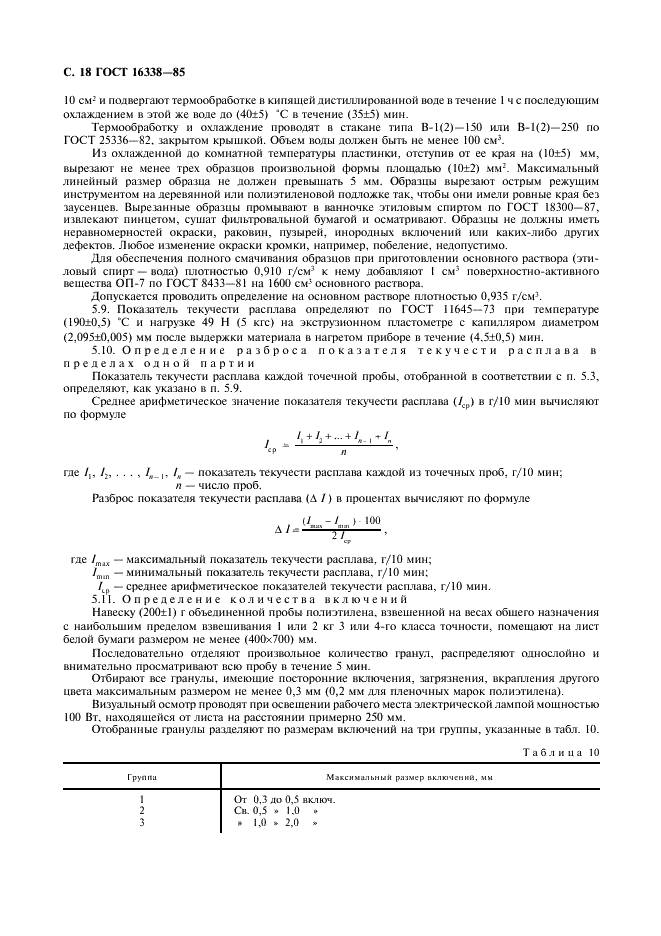 С. 18 ГОСТ 16338—85
10 см² и подвергают термообработке в кипящей дистиллированной воде в течение 1 ч с последующим
охлаждением в этой же воде до (40±5) °С в течение (35±5) мин.
Термообработку и охлаждение проводят в стакане типа В-1(2)—150 или В-1(2)—250 по
ГОСТ 25336—82, закрытом крышкой. Объем воды должен быть не менее 100 см³.
Из охлажденной до комнатной температуры пластинки, отступив от ее края на (10±5) мм,
вырезают не менее трех образцов произвольной формы площадью (10±2) мм². Максимальный
линейный размер образца не должен превышать 5 мм. Образцы вырезают острым режущим
инструментом на деревянной или полиэтиленовой подложке так, чтобы они имели ровные края без
заусенцев. Вырезанные образцы промывают в ванночке этиловым спиртом по ГОСТ 18300—87,
извлекают пинцетом, сушат фильтровальной бумагой и осматривают. Образцы не должны иметь
неравномерностей окраски, раковин, пузырей, инородных включений или каких-либо других
дефектов. Любое изменение окраски кромки, например, побеление, недопустимо.
Для обеспечения полного смачивания образцов при приготовлении основного раствора (эти-
ловый спирт — вода) плотностью 0,910 г/см³ к нему добавляют 1 см³ поверхностно-активного
вещества ОП-7 по ГОСТ 8433—81 на 1600 см³ основного раствора.
Допускается проводить определение на основном растворе плотностью 0,935 г/см³.
5.9. Показатель текучести расплава определяют по ГОСТ 11645—73 при температуре
(190±0,5) °С и нагрузке 49 Н (5 кгс) на экструзионном пластометре с капилляром диаметром
(2,095±0,005) мм после выдержки материала в нагретом приборе в течение (4,5±0,5) мин.
5.10. Определение разброса показателя текучести расплава в
пределах одной партии
Показатель текучести расплава каждой точечной пробы, отобранной в соответствии с п. 5.3,
определяют, как указано в п. 5.9.
Среднее арифметическое значение показателя текучести расплава (I_ср) в г/10 мин вычисляют
по формуле
I_ср = (I₁ + I₂ + ... + Iₙ₋₁ + Iₙ) / n ,
где I₁, I₂, . . . , Iₙ₋₁, Iₙ — показатель текучести расплава каждой из точечных проб, г/10 мин;
n — число проб.
Разброс показателя текучести расплава (Δ I ) в процентах вычисляют по формуле
Δ I = (I_max − I_min) · 100 / 2 I_ср ,
где I_max — максимальный показатель текучести расплава, г/10 мин;
I_min — минимальный показатель текучести расплава, г/10 мин;
I_ср — среднее арифметическое показателей текучести расплава, г/10 мин.
5.11. Определение количества включений
Навеску (200±1) г объединенной пробы полиэтилена, взвешенной на весах общего назначения
с наибольшим пределом взвешивания 1 или 2 кг 3 или 4-го класса точности, помещают на лист
белой бумаги размером не менее (400×700) мм.
Последовательно отделяют произвольное количество гранул, распределяют однослойно и
внимательно просматривают всю пробу в течение 5 мин.
Отбирают все гранулы, имеющие посторонние включения, загрязнения, вкрапления другого
цвета максимальным размером не менее 0,3 мм (0,2 мм для пленочных марок полиэтилена).
Визуальный осмотр проводят при освещении рабочего места электрической лампой мощностью
100 Вт, находящейся от листа на расстоянии примерно 250 мм.
Отобранные гранулы разделяют по размерам включений на три группы, указанные в табл. 10.
Таблица 10
Группа Максимальный размер включений, мм
1 От 0,3 до 0,5 включ.
2 Св. 0,5 » 1,0 »
3 » 1,0 » 2,0 »